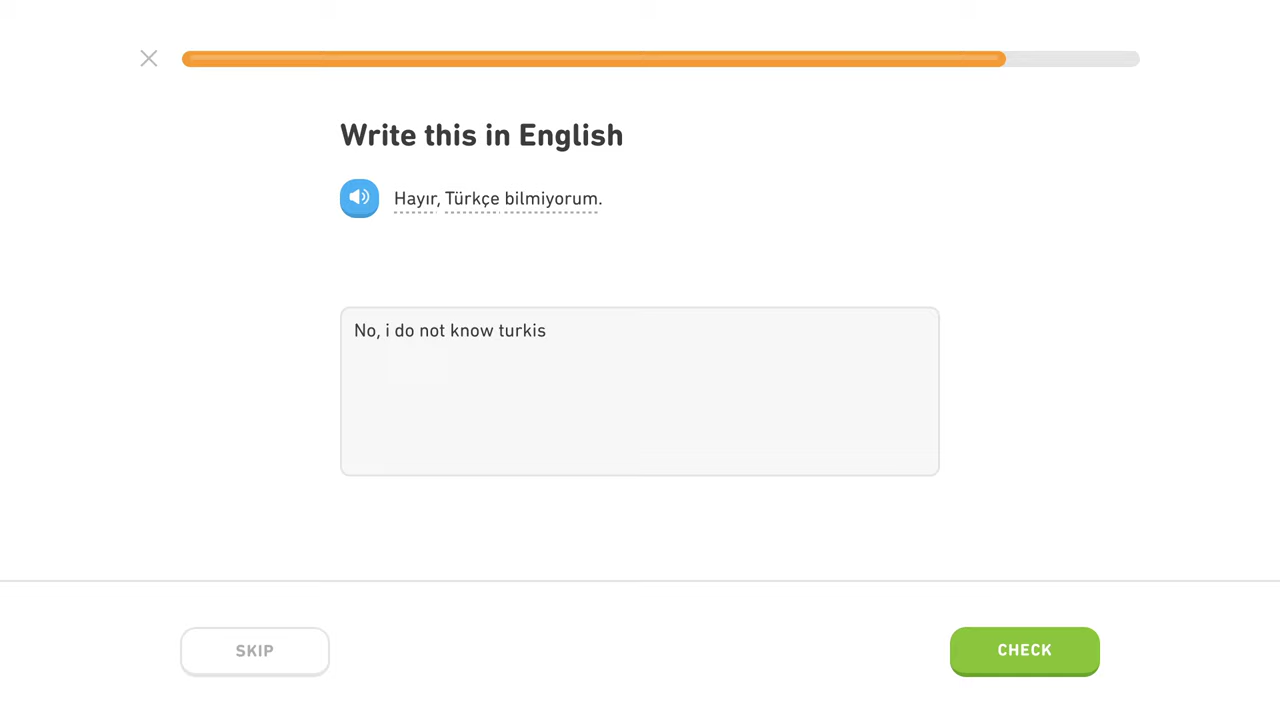 Write this in English
Hayır, Türkçe bilmiyorum.
No, i do not know turkis
SKIP
CHECK